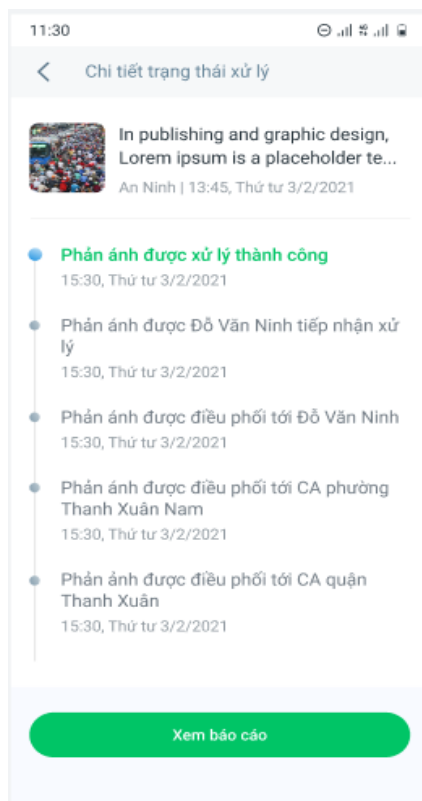 11:30
Chi tiết trạng thái xử lý
In publishing and graphic design,
Lorem ipsum is a placeholder te...
An Ninh | 13:45, Thứ tư 3/2/2021
Phản ánh được xử lý thành công
15:30, Thứ tư 3/2/2021
Phản ánh được Đỗ Văn Ninh tiếp nhận xử
lý
15:30, Thứ tư 3/2/2021
Phản ánh được điều phối tới Đỗ Văn Ninh
15:30, Thứ tư 3/2/2021
Phản ánh được điều phối tới CA phường
Thanh Xuân Nam
15:30, Thứ tư 3/2/2021
Phản ảnh được điều phối tới CA quận
Thanh Xuân
15:30, Thứ tư 3/2/2021
Xem báo cáo